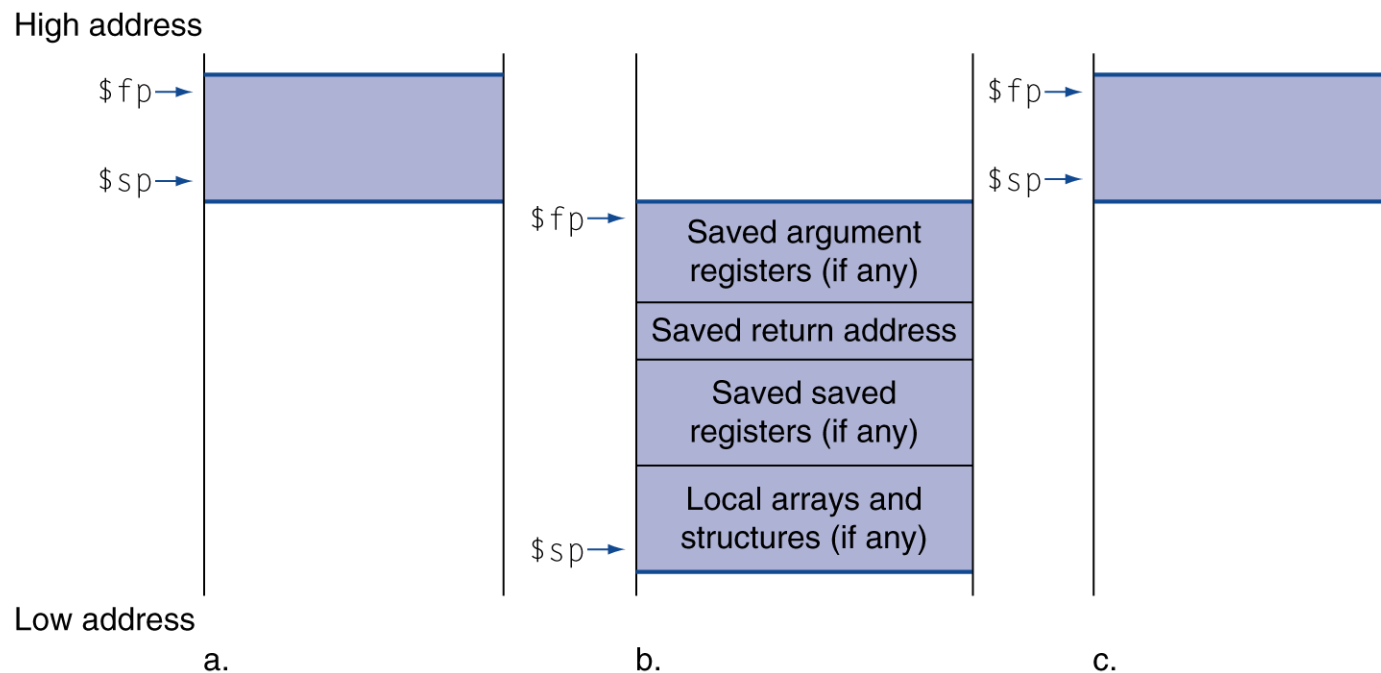 High address
$fp
$sp
$fp
Saved argument
registers (if any)
Saved return address
Saved saved
registers (if any)
Local arrays and
structures (if any)
$sp
$fp
$sp
Low address
a.
b.
c.